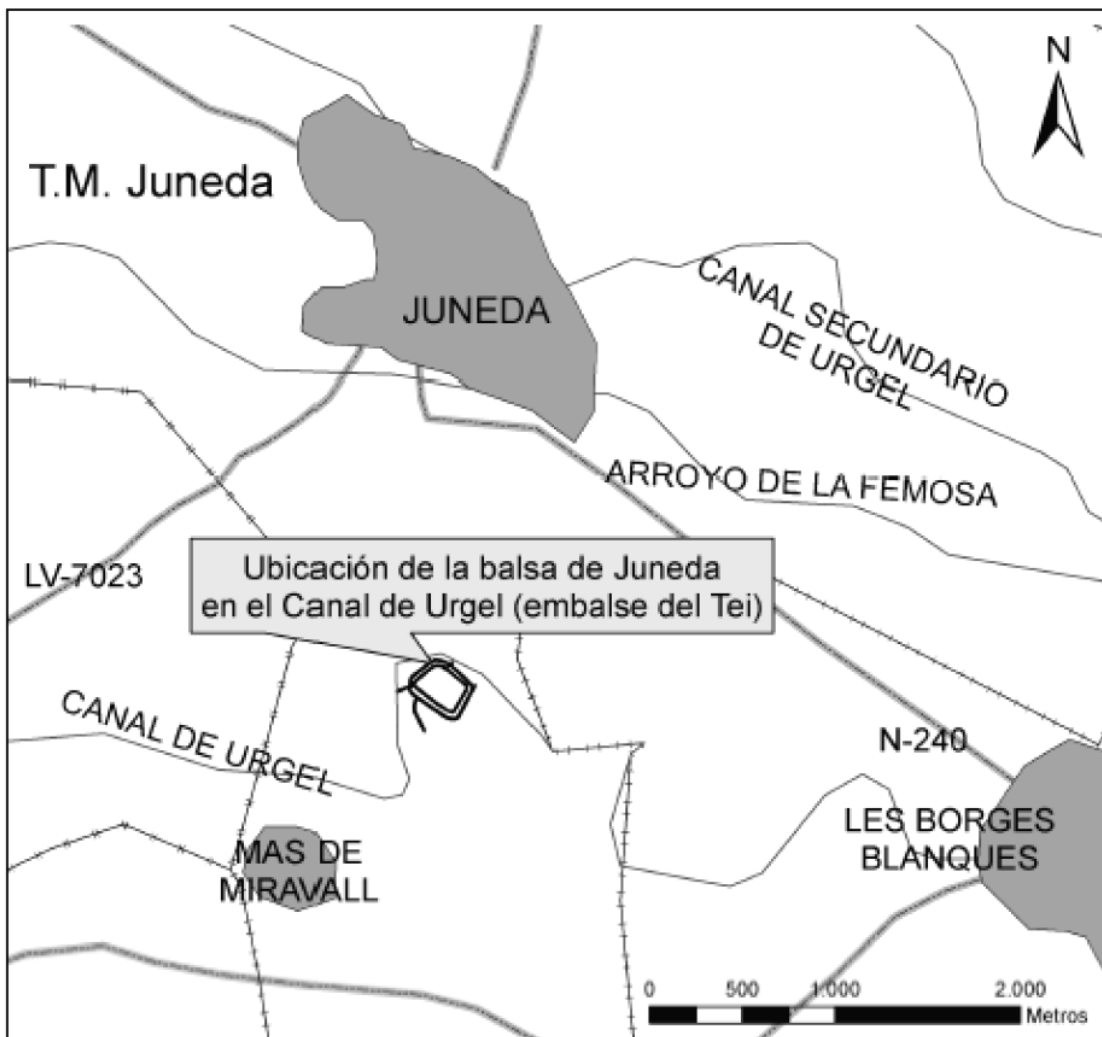 N
T.M. Juneda
JUNEDA
CANAL SECUNDARIO
DE URGEL
ARROYO DE LA FEMOSA
LV-7023
Ubicación de la balsa de Juneda
en el Canal de Urgel (embalse del Tei)
CANAL DE URGEL
N-240
LES BORGES
BLANQUES
MAS DE
MIRAVALL
0 500 1.000 2.000
Metros